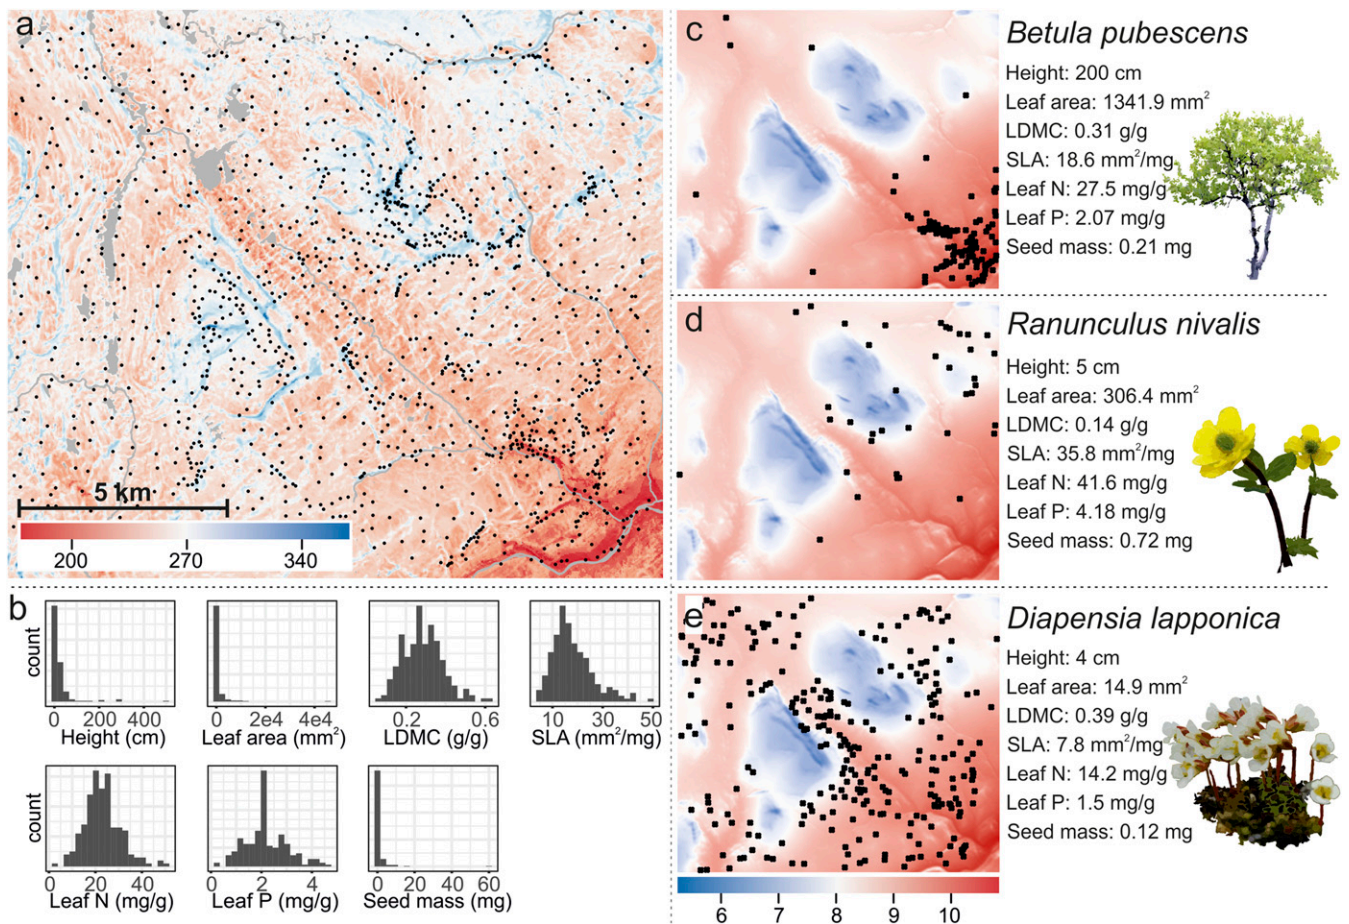 a.
5 km
200 270 340
b
count
Height (cm)
0 200 400
Leaf area (mm²)
0 2e4 4e4
LDMC (g/g)
0.2 0.6
SLA (mm²/mg)
10 30 50
count
Leaf N (mg/g)
0 20 40
Leaf P (mg/g)
0 2 4
Seed mass (mg)
0 20 40 60
c
Betula pubescens
Height: 200 cm
Leaf area: 1341.9 mm²
LDMC: 0.31 g/g
SLA: 18.6 mm²/mg
Leaf N: 27.5 mg/g
Leaf P: 2.07 mg/g
Seed mass: 0.21 mg
d
Ranunculus nivalis
Height: 5 cm
Leaf area: 306.4 mm²
LDMC: 0.14 g/g
SLA: 35.8 mm²/mg
Leaf N: 41.6 mg/g
Leaf P: 4.18 mg/g
Seed mass: 0.72 mg
e
Diapensia lapponica
Height: 4 cm
Leaf area: 14.9 mm²
LDMC: 0.39 g/g
SLA: 7.8 mm²/mg
Leaf N: 14.2 mg/g
Leaf P: 1.5 mg/g
Seed mass: 0.12 mg
6 7 8 9 10